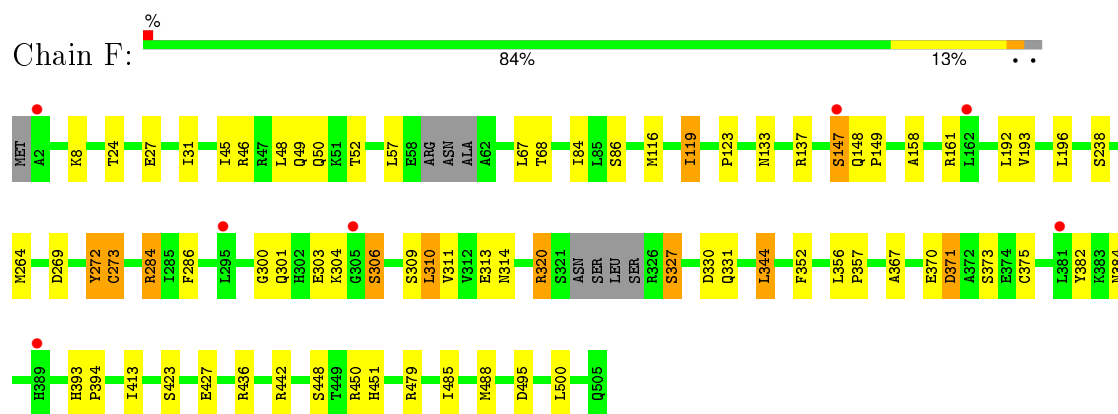 %
Chain F:
84% 13% • •
MET A2 K8 T24 E27 I31 I45 R46 R47 L48 Q49 Q50 K51 T52 L57 E58 ARG ASN ALA A62 L67 T68 I84 L85 S86 M116 I119 P123 N133 R137 S147 Q148 P149 A158 R161 L162 L192 V193 L196 S238
M264 D269 Y272 C273 R284 I285 F286 L295 G300 Q301 H302 E303 K304 G305 S306 S309 L310 V311 V312 E313 N314 R320 S321 ASN SER LEU SER R326 S327 D330 Q331 L344 F352 L356 P357 A367 E370 D371 A372 S373 E374 C375 L381 Y382 K383 N384
H389 H393 P394 I413 S423 E427 R436 R442 S448 T449 R450 H451 R479 I485 M488 D495 L500 Q505